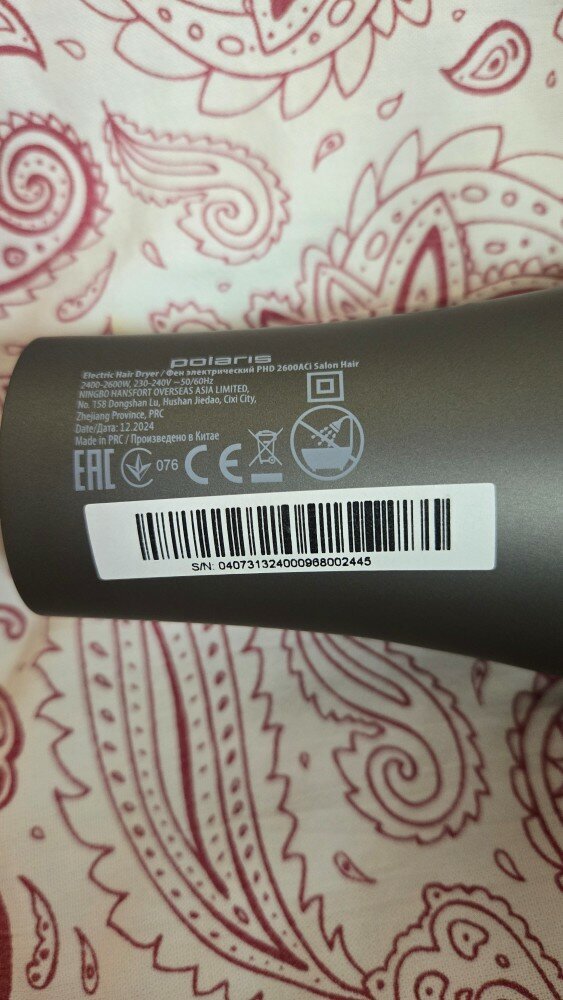 polaris
Electric Hair Dryer / Фен электрический PHD 2600ACi Salon Hair
2400-2600W, 230-240V ~50/60Hz
NINGBO HANSFORT OVERSEAS ASIA LIMITED,
No. 158 Dongshan Lu, Hushan Jiedao, Cixi City,
Zhejiang Province, PRC
Date/Дата: 12.2024
Made in PRC / Произведено в Китае
EAC 076 CE
S/N: 040731324000968002445